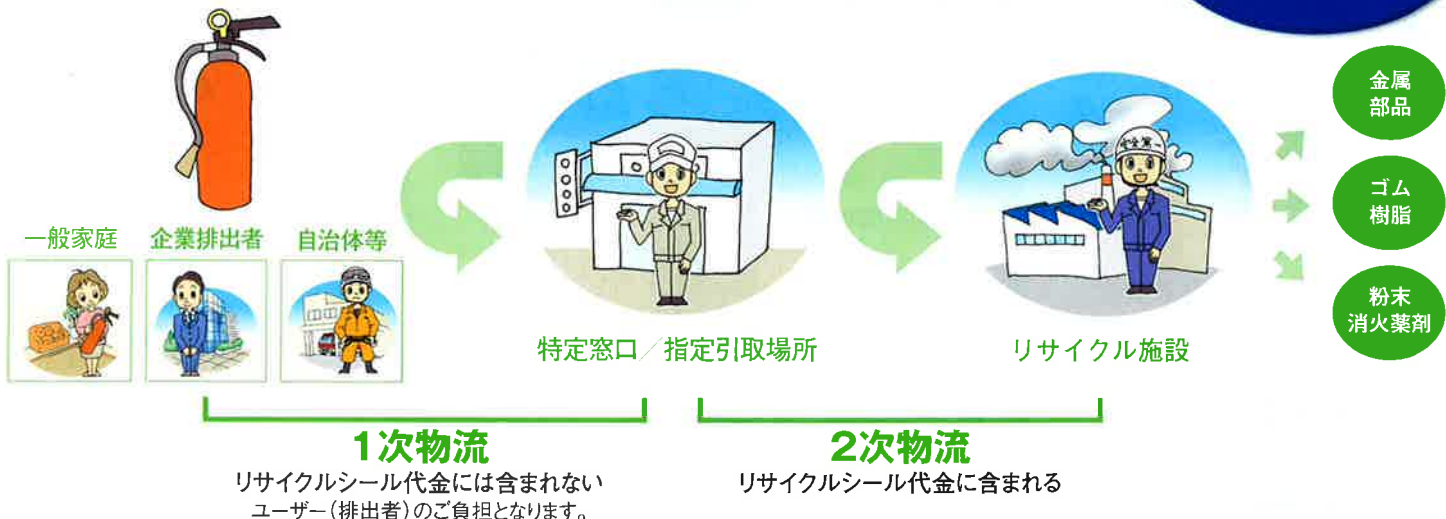 一般家庭
企業排出者
自治体等
特定窓口／指定引取場所
安全第一
リサイクル施設
金属
部品
ゴム
樹脂
粉末
消火薬剤
1次物流
リサイクルシール代金には含まれない
ユーザー（排出者）のご負担となります。
2次物流
リサイクルシール代金に含まれる